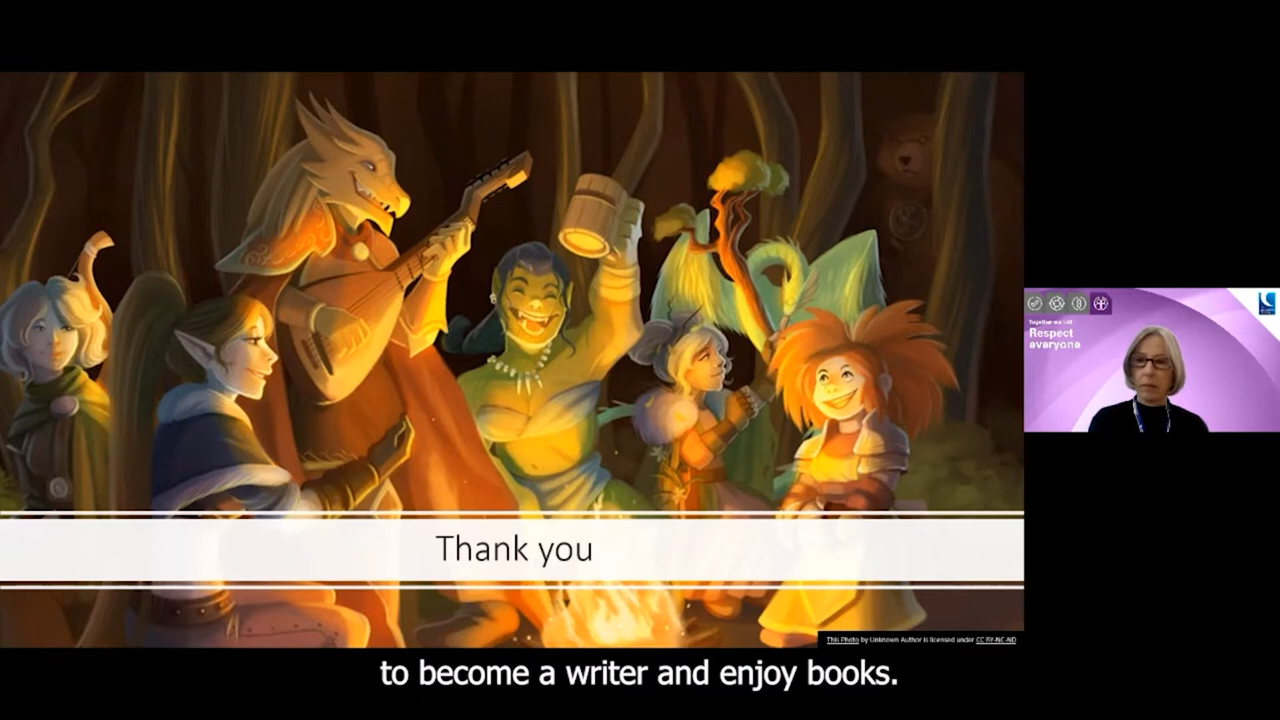 Thank you
This Photo by Unknown Author is licensed under CC BY-NC-ND
Respect
everyone
to become a writer and enjoy books.